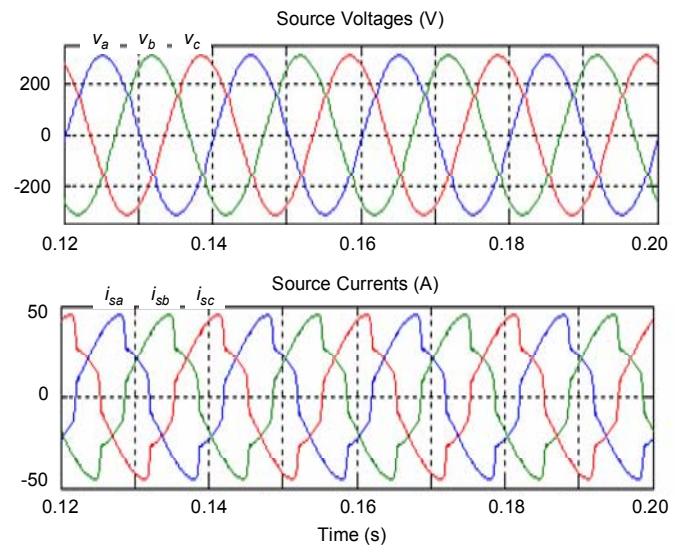 Source Voltages (V)
va vb vc
200
0
-200
0.12 0.14 0.16 0.18 0.20
Source Currents (A)
isa isb isc
50
0
-50
0.12 0.14 0.16 0.18 0.20
Time (s)